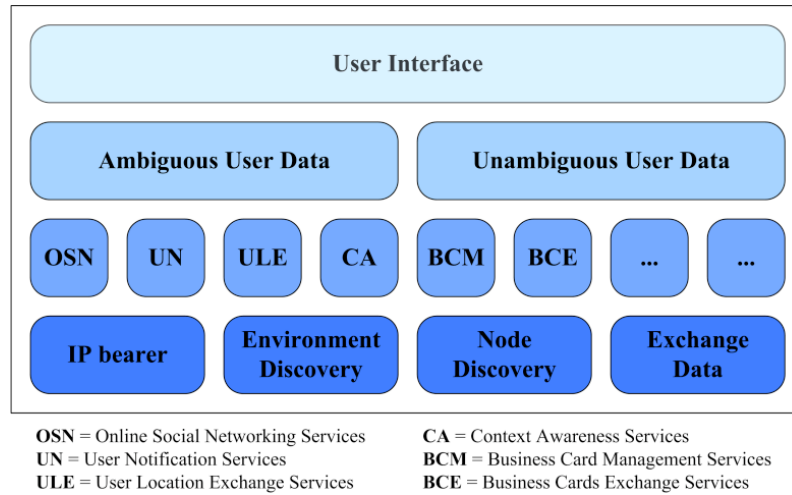 User Interface
Ambiguous User Data
Unambiguous User Data
OSN
UN
ULE
CA
BCM
BCE
...
...
IP bearer
Environment
Discovery
Node
Discovery
Exchange
Data
OSN = Online Social Networking Services
UN = User Notification Services
ULE = User Location Exchange Services
CA = Context Awareness Services
BCM = Business Card Management Services
BCE = Business Cards Exchange Services